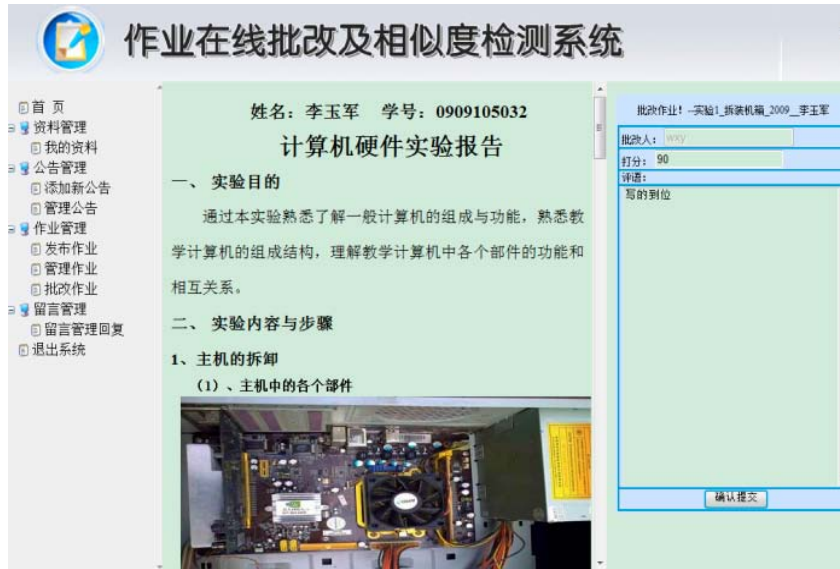 作业在线批改及相似度检测系统
首 页
资料管理
我的资料
公告管理
添加新公告
管理公告
作业管理
发布作业
管理作业
批改作业
留言管理
留言管理回复
退出系统
姓名：李玉军 学号：0909105032
计算机硬件实验报告
一、 实验目的
通过本实验熟悉了解一般计算机的组成与功能，熟悉教
学计算机的组成结构，理解教学计算机中各个部件的功能和
相互关系。
二、 实验内容与步骤
1、主机的拆卸
（1）、主机中的各个部件
批改作业！--实验1_拆装机箱_2009__李玉军
批改人： wxy
打分： 90
评语：
写的到位
确认提交